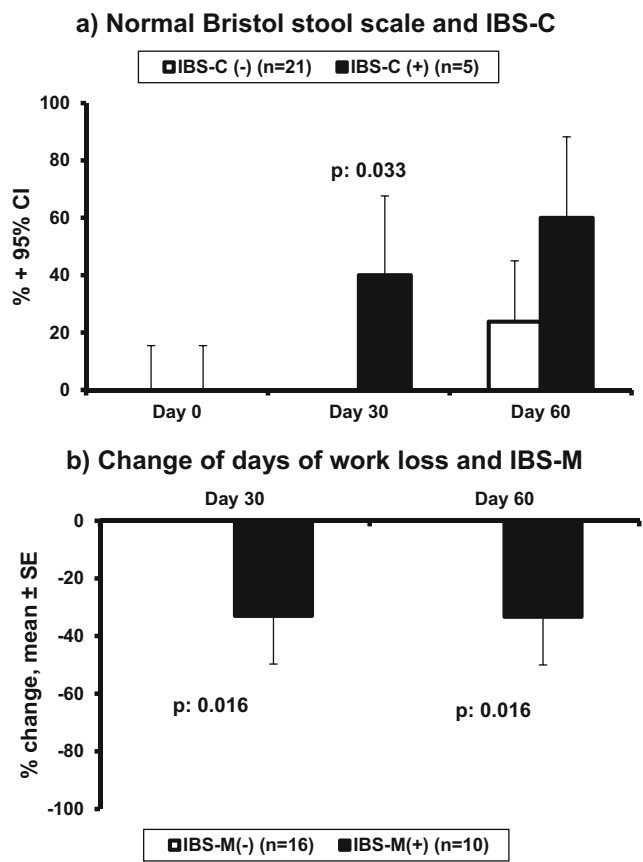 a) Normal Bristol stool scale and IBS-C
IBS-C (-) (n=21) IBS-C (+) (n=5)
100
80
60
40
20
0
% + 95% CI
p: 0.033
Day 0 Day 30 Day 60
b) Change of days of work loss and IBS-M
Day 30 Day 60
0
-20
-40
-60
-80
-100
% change, mean ± SE
p: 0.016 p: 0.016
IBS-M(-) (n=16) IBS-M(+) (n=10)